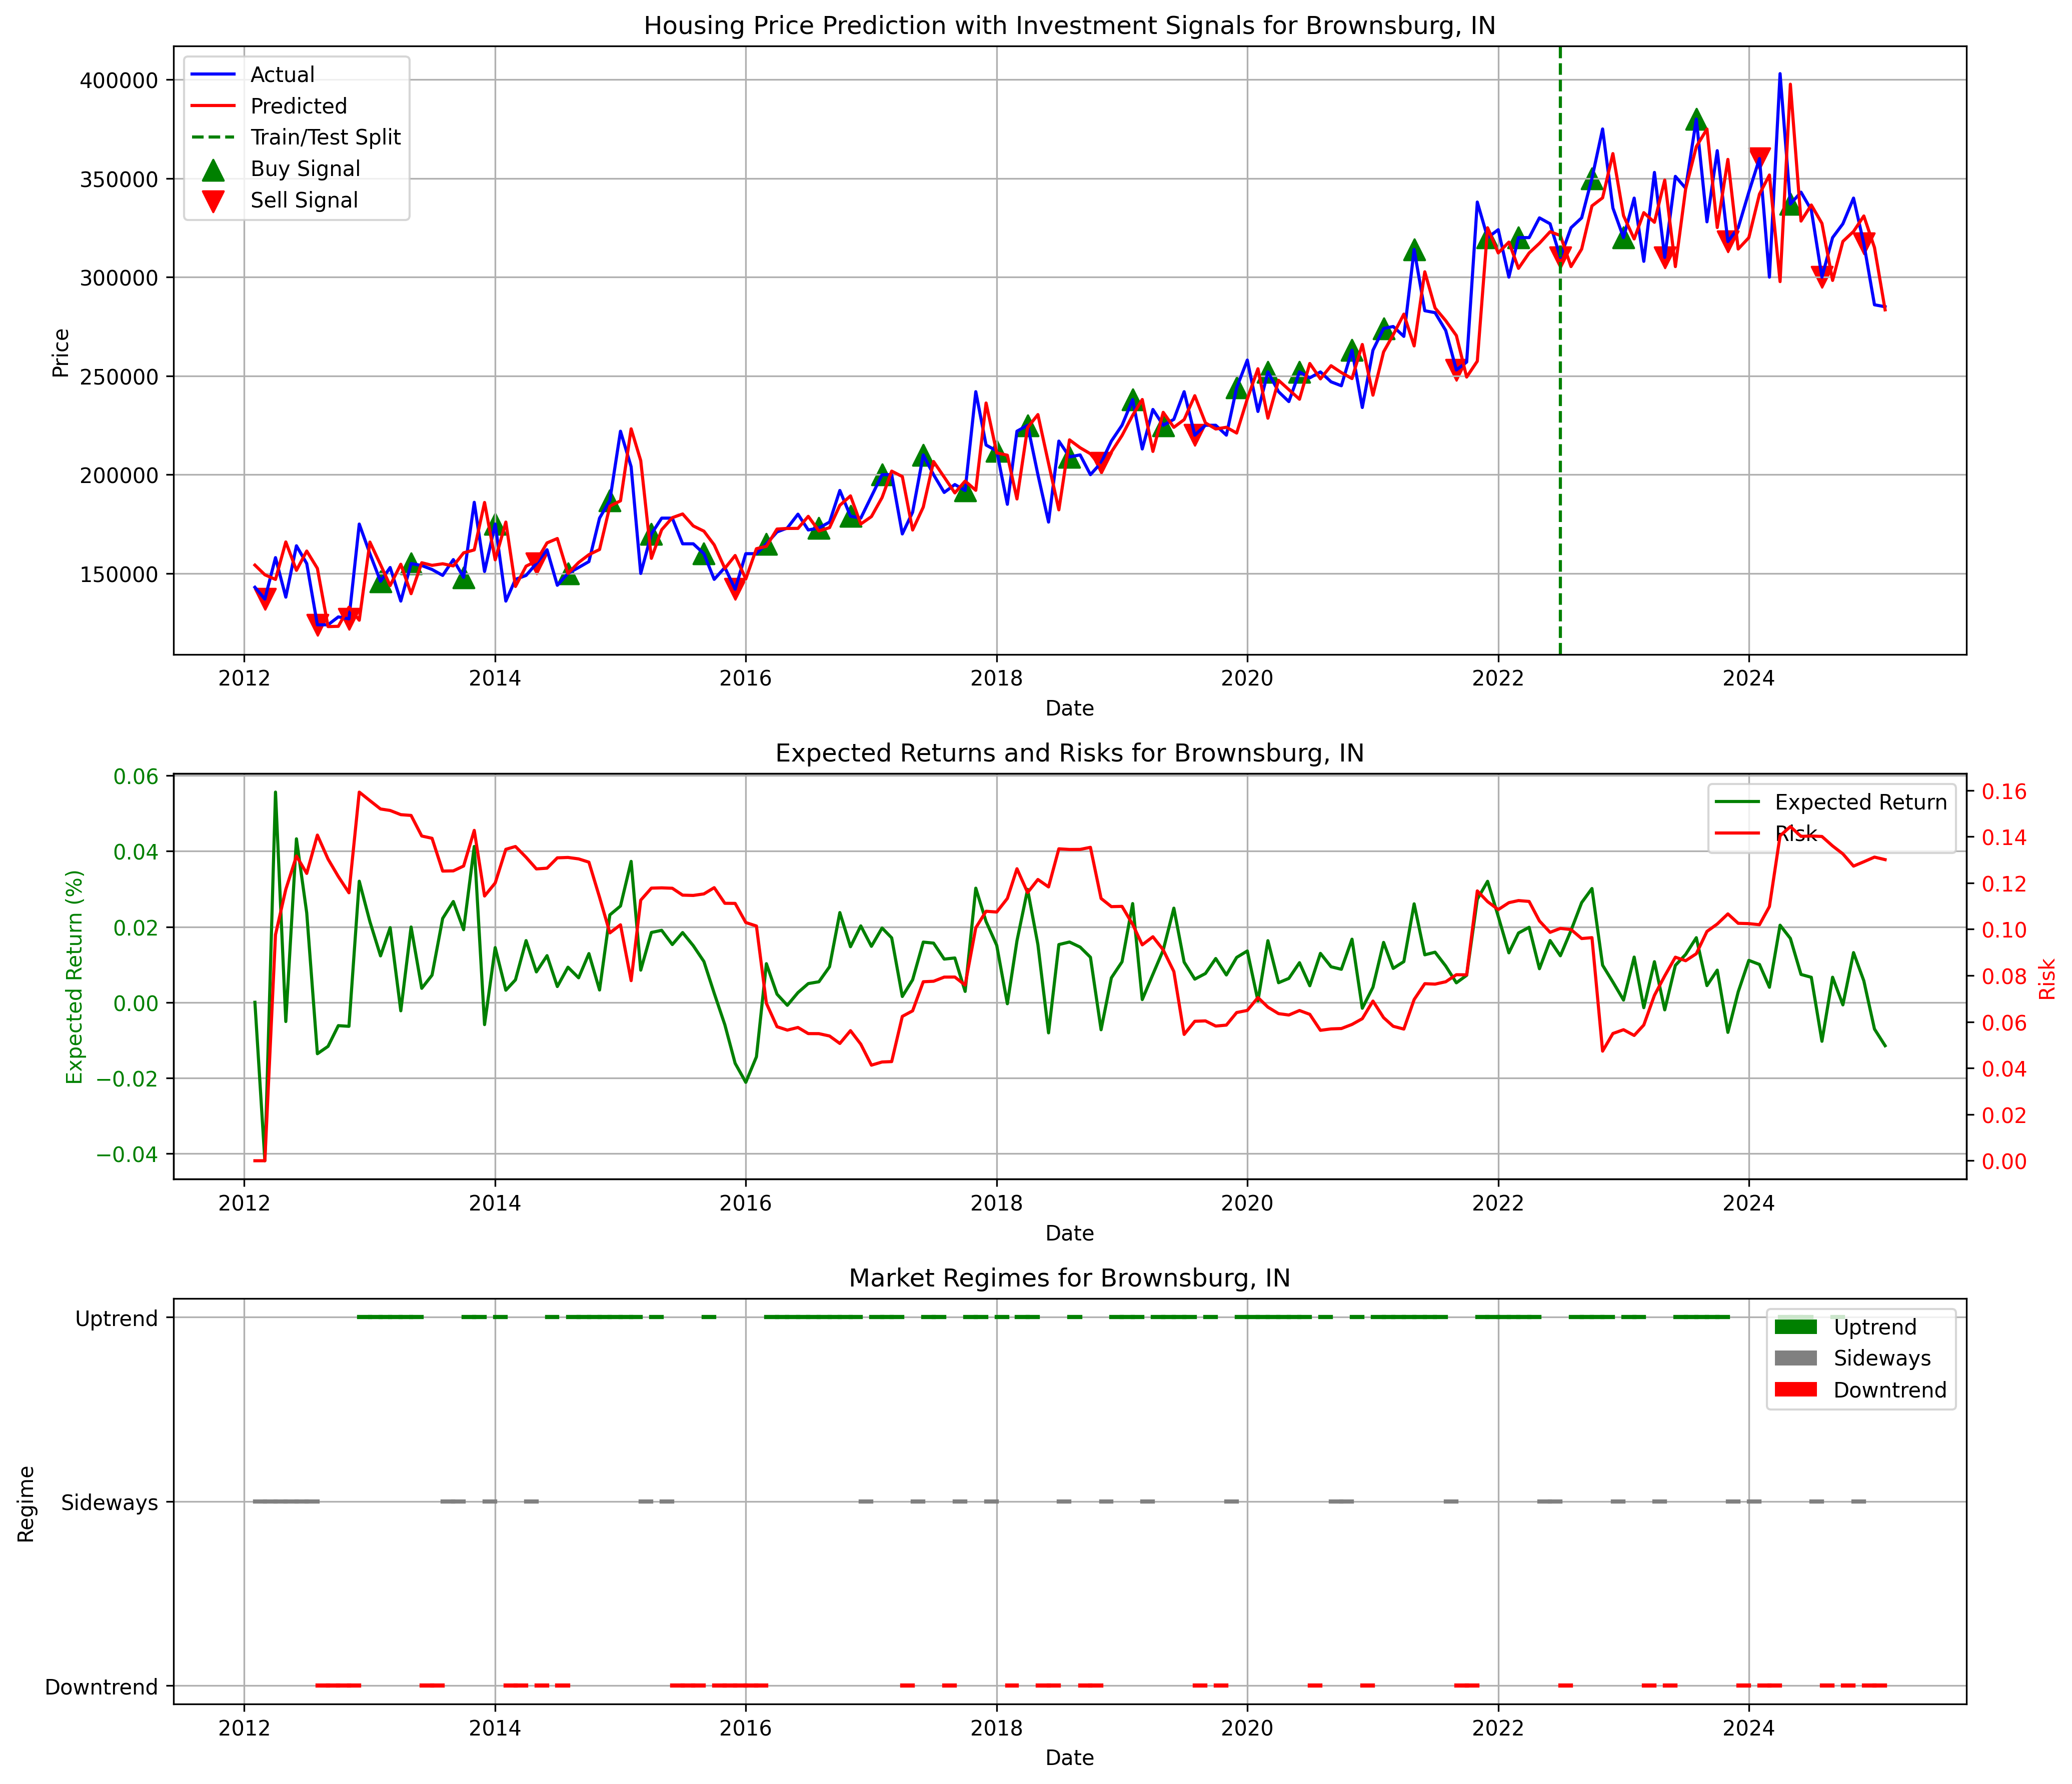 Housing Price Prediction with Investment Signals for Brownsburg, IN
Actual
Predicted
Train/Test Split
Buy Signal
Sell Signal
Price
400000
350000
300000
250000
200000
150000
2012 2014 2016 2018 2020 2022 2024
Date
Expected Returns and Risks for Brownsburg, IN
Expected Return
Risk
Expected Return (%)
0.06
0.04
0.02
0.00
−0.02
−0.04
0.16
0.14
0.12
0.10
0.08
0.06
0.04
0.02
0.00
Risk
2012 2014 2016 2018 2020 2022 2024
Date
Market Regimes for Brownsburg, IN
Uptrend
Sideways
Downtrend
Regime
Uptrend
Sideways
Downtrend
2012 2014 2016 2018 2020 2022 2024
Date